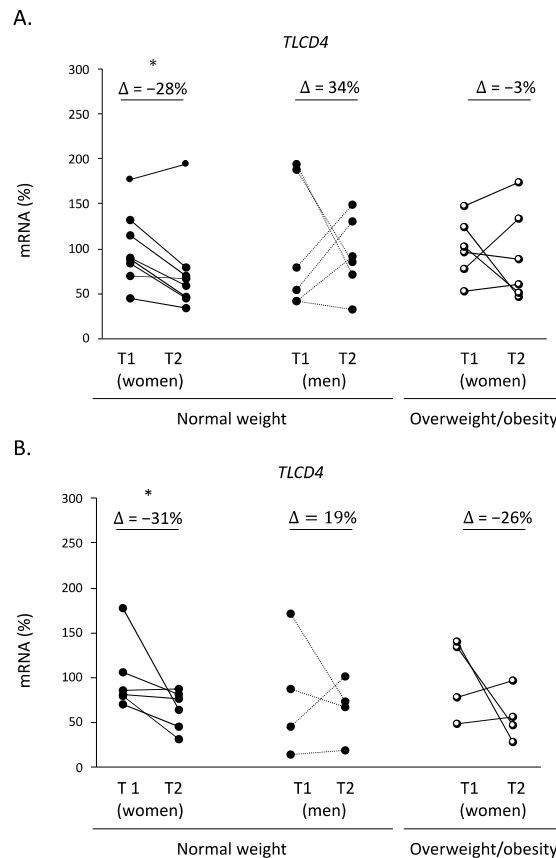 A.
TLCD4
*
Δ = −28%
Δ = 34%
Δ = −3%
mRNA (%)
300
250
200
150
100
50
0
T1 T2 T1 T2 T1 T2
(women) (men) (women)
Normal weight Overweight/obesity
B.
TLCD4
*
Δ = −31%
Δ = 19%
Δ = −26%
mRNA (%)
300
250
200
150
100
50
0
T 1 T2 T1 T2 T1 T2
(women) (men) (women)
Normal weight Overweight/obesity